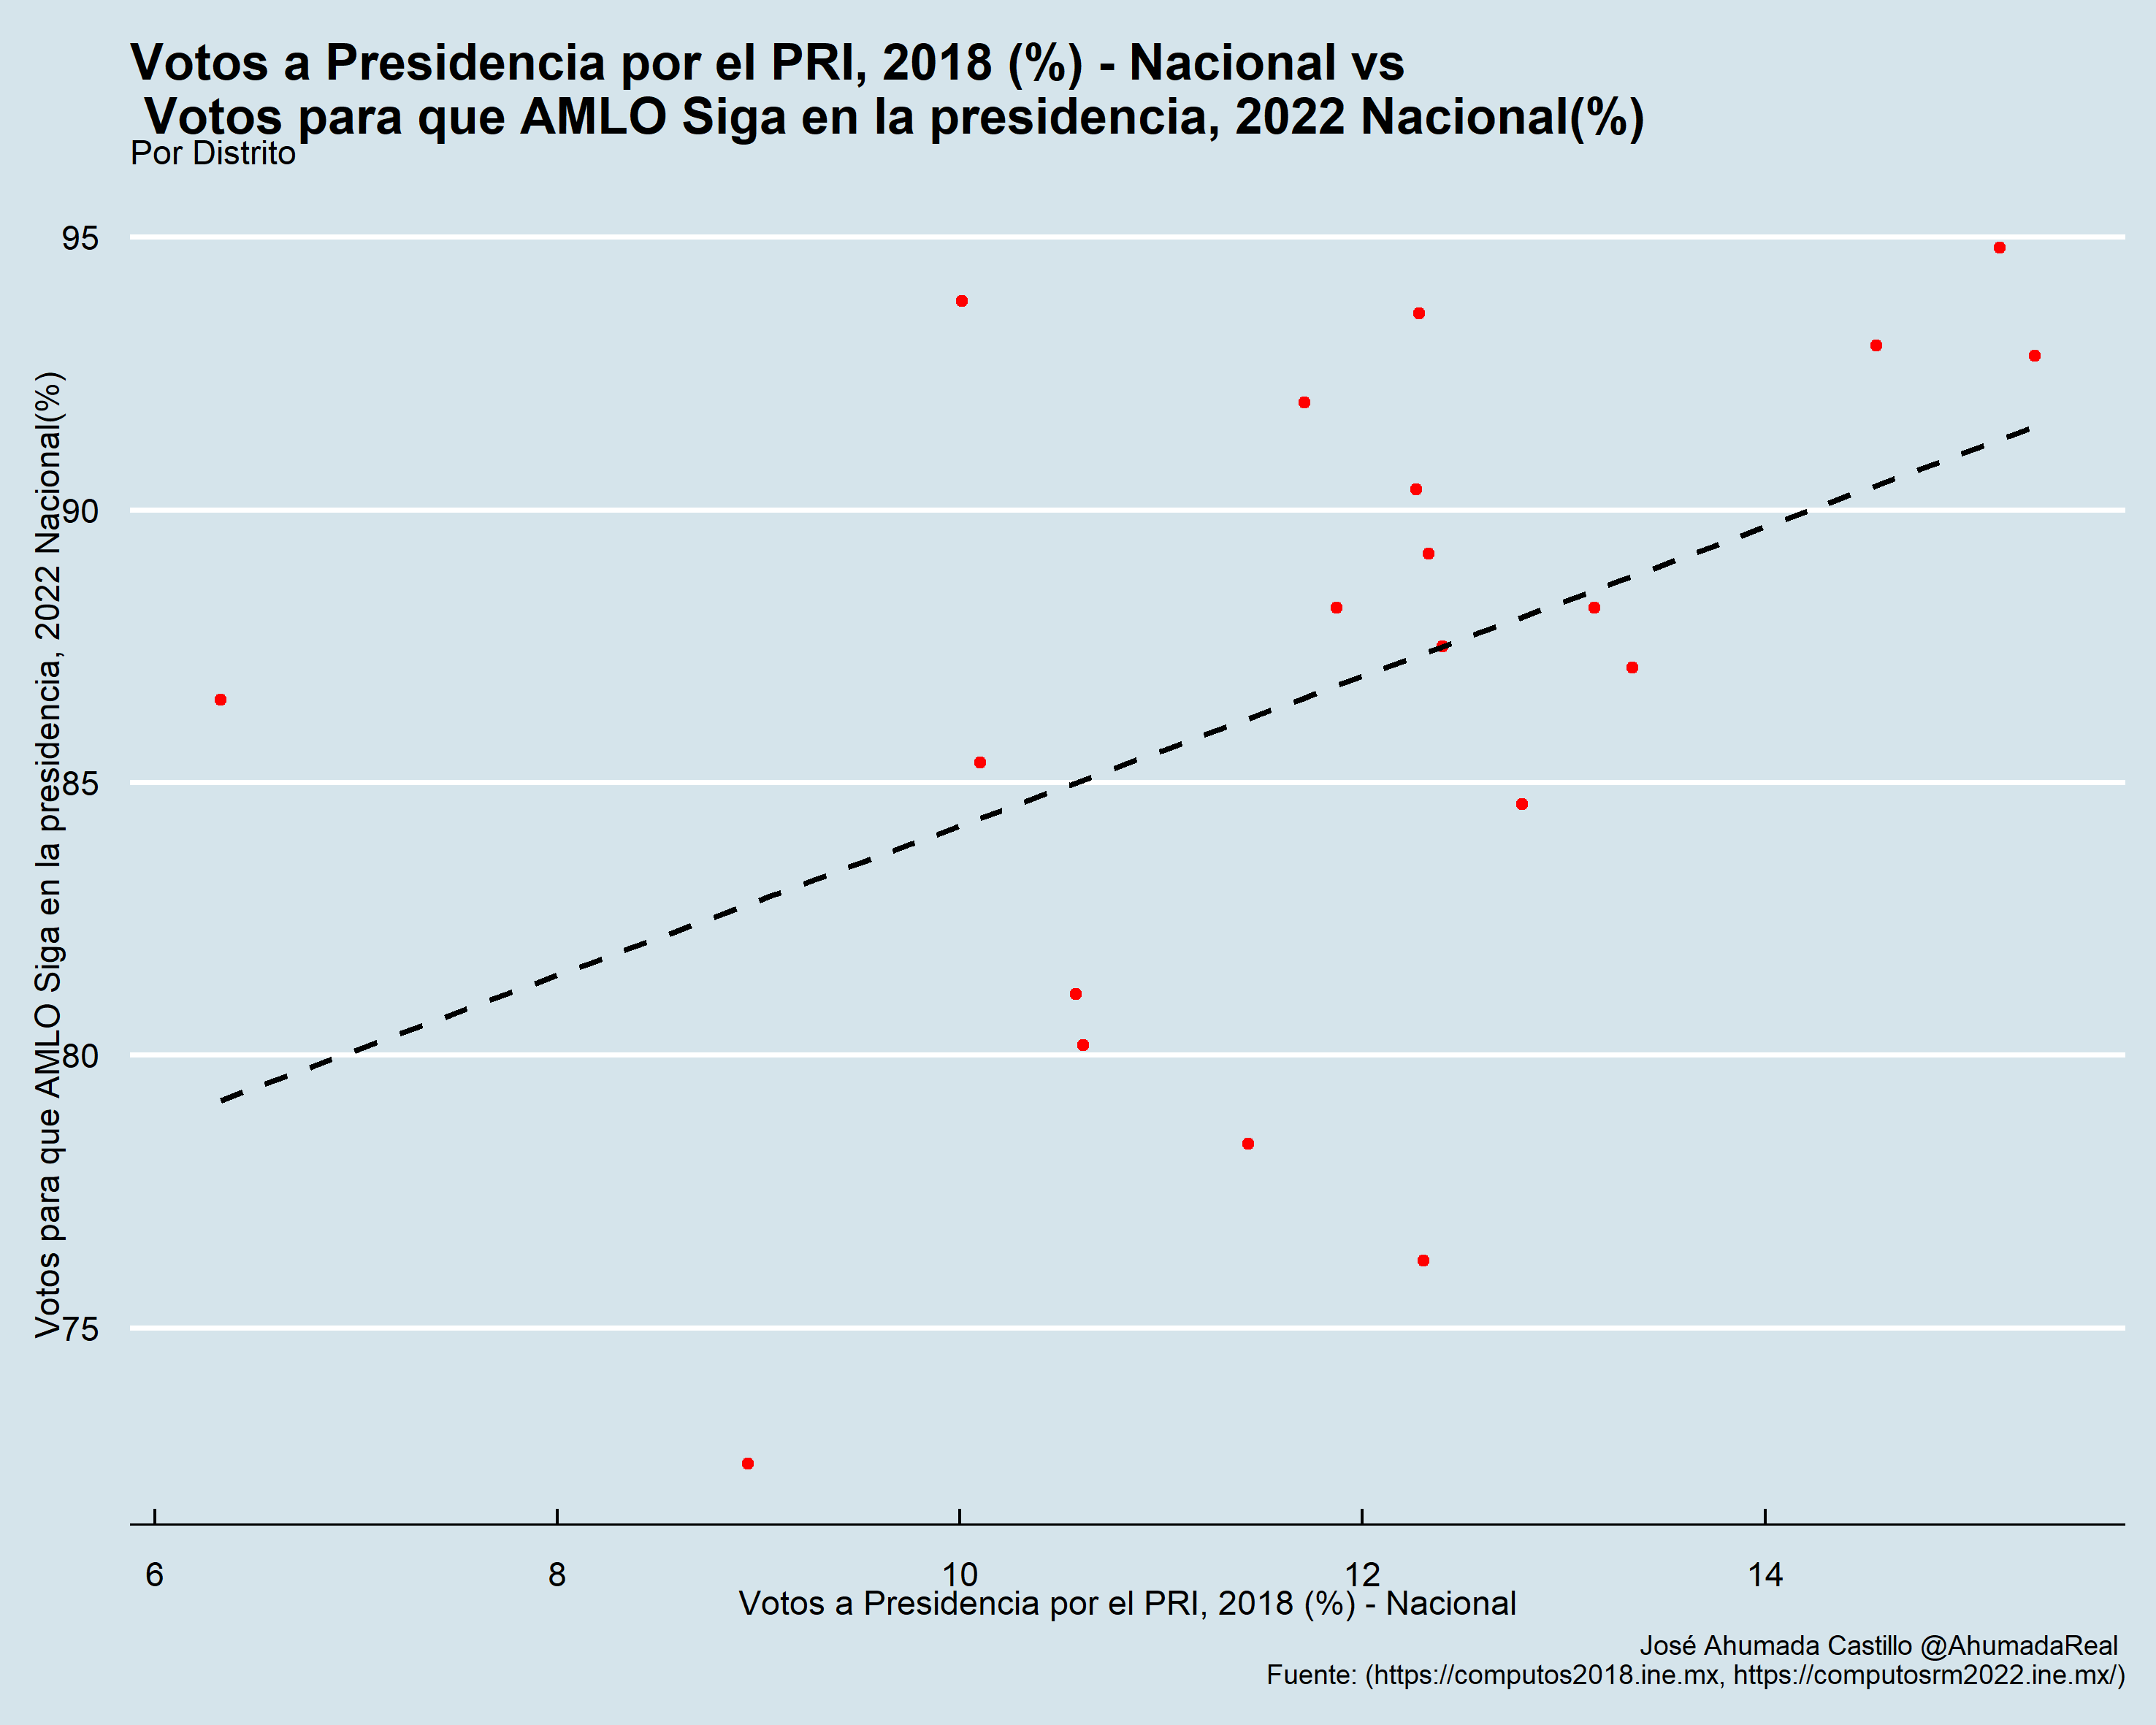 Votos a Presidencia por el PRI, 2018 (%) - Nacional vs
Votos para que AMLO Siga en la presidencia, 2022 Nacional(%)
Por Distrito
Votos para que AMLO Siga en la presidencia, 2022 Nacional(%)
95
90
85
80
75
6
8
10
12
14
Votos a Presidencia por el PRI, 2018 (%) - Nacional
José Ahumada Castillo @AhumadaReal
Fuente: (https://computos2018.ine.mx, https://computosrm2022.ine.mx/)